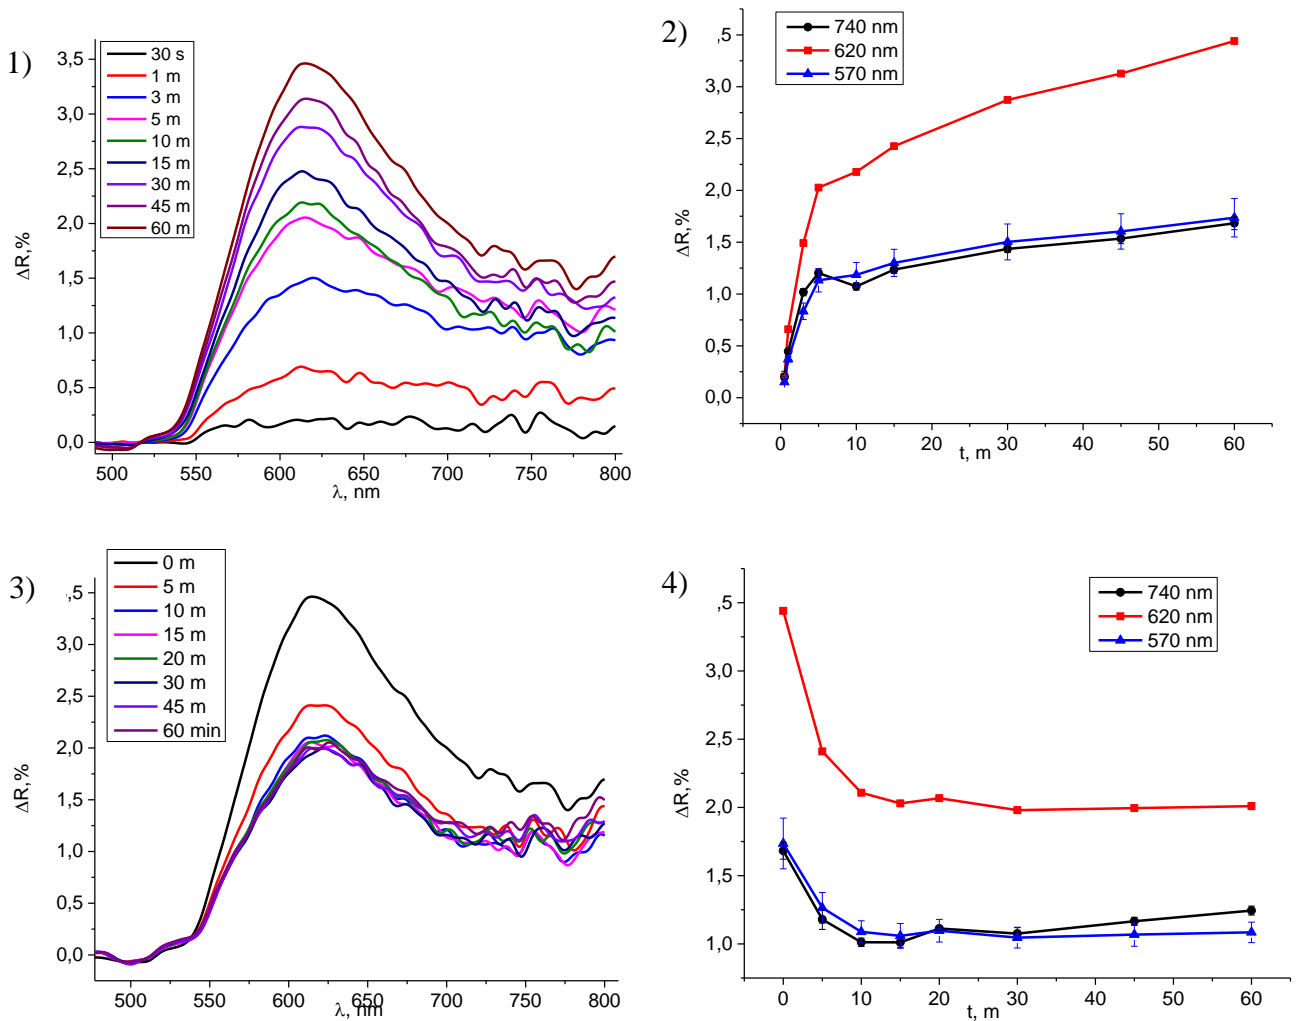 1)
ΔR,%
3,5
3,0
2,5
2,0
1,5
1,0
0,5
0,0
30 s
1 m
3 m
5 m
10 m
15 m
30 m
45 m
60 m
500 550 600 650 700 750 800
λ, nm
2)
ΔR,%
,5
3,0
2,5
2,0
1,5
1,0
0,5
0,0
740 nm
620 nm
570 nm
0 10 20 30 40 50 60
t, m
3)
ΔR,%
,5
3,0
2,5
2,0
1,5
1,0
0,5
0,0
0 m
5 m
10 m
15 m
20 m
30 m
45 m
60 min
500 550 600 650 700 750 800
λ, nm
4)
ΔR,%
,5
3,0
2,5
2,0
1,5
1,0
740 nm
620 nm
570 nm
0 10 20 30 40 50 60
t, m